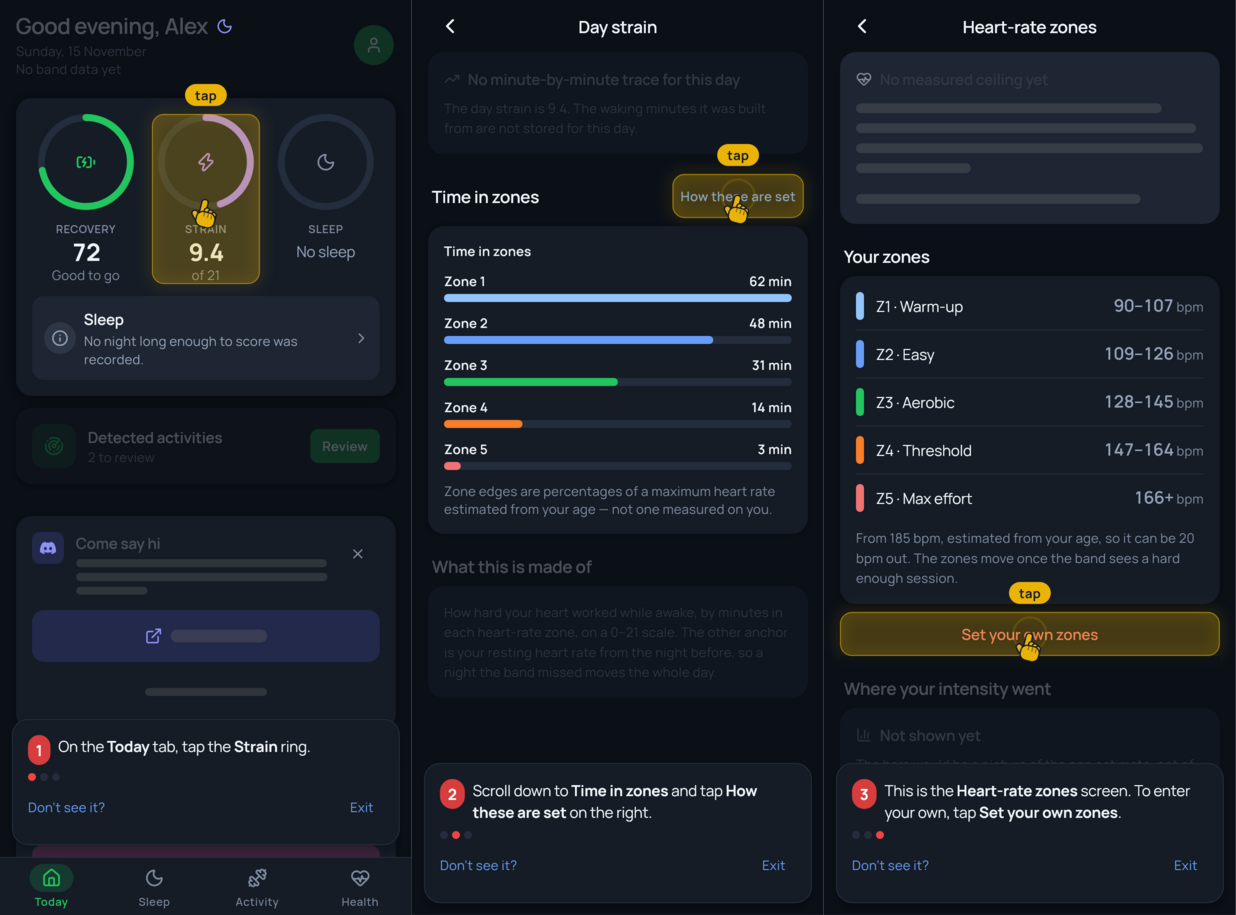 Good evening, Alex
Sunday, 15 November
No band data yet
tap
RECOVERY
72
Good to go
STRAIN
9.4
of 21
SLEEP
No sleep
Sleep
No night long enough to score was
recorded.
Detected activities
2 to review
Review
Come say hi
1
On the Today tab, tap the Strain ring.
Don't see it?
Exit
Today
Sleep
Activity
Health
Day strain
No minute-by-minute trace for this day
The day strain is 9.4. The waking minutes it was built
from are not stored for this day.
tap
Time in zones
How these are set
Time in zones
Zone 1
62 min
Zone 2
48 min
Zone 3
31 min
Zone 4
14 min
Zone 5
3 min
Zone edges are percentages of a maximum heart rate
estimated from your age — not one measured on you.
What this is made of
How hard your heart worked while awake, by minutes in
each heart-rate zone, on a 0–21 scale. The other anchor
is your resting heart rate from the night before, so a
night the band missed moves the whole day.
2
Scroll down to Time in zones and tap How
these are set on the right.
Don't see it?
Exit
Heart-rate zones
No measured ceiling yet
Your zones
Z1 · Warm-up
90–107 bpm
Z2 · Easy
109–126 bpm
Z3 · Aerobic
128–145 bpm
Z4 · Threshold
147–164 bpm
Z5 · Max effort
166+ bpm
From 185 bpm, estimated from your age, so it can be 20
bpm out. The zones move once the band sees a hard
enough session.
tap
Set your own zones
Where your intensity went
Not shown yet
3
This is the Heart-rate zones screen. To enter
your own, tap Set your own zones.
Don't see it?
Exit